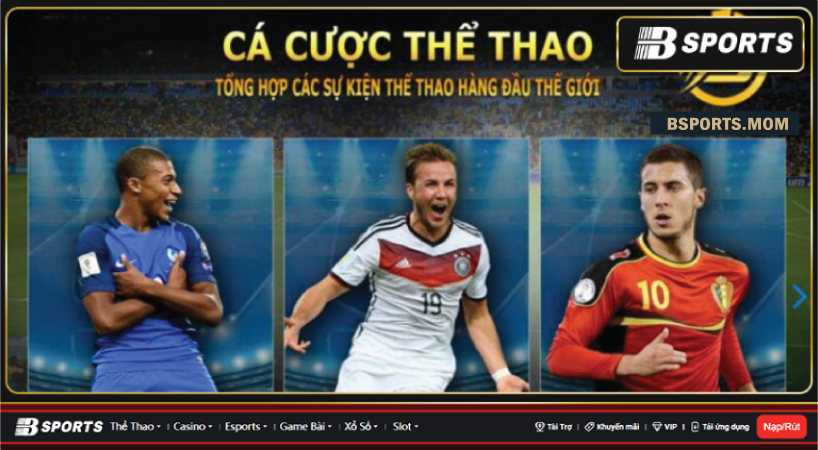 CÁ CƯỢC THỂ THAO
B SPORTS
TỔNG HỢP CÁC SỰ KIỆN THỂ THAO HÀNG ĐẦU THẾ GIỚI
BSPORTS.MOM
19
10
B SPORTS Thể Thao Casino Esports Game Bài Xổ Số Slot Tài Trợ Khuyến mãi VIP Tải ứng dụng Nạp/Rút